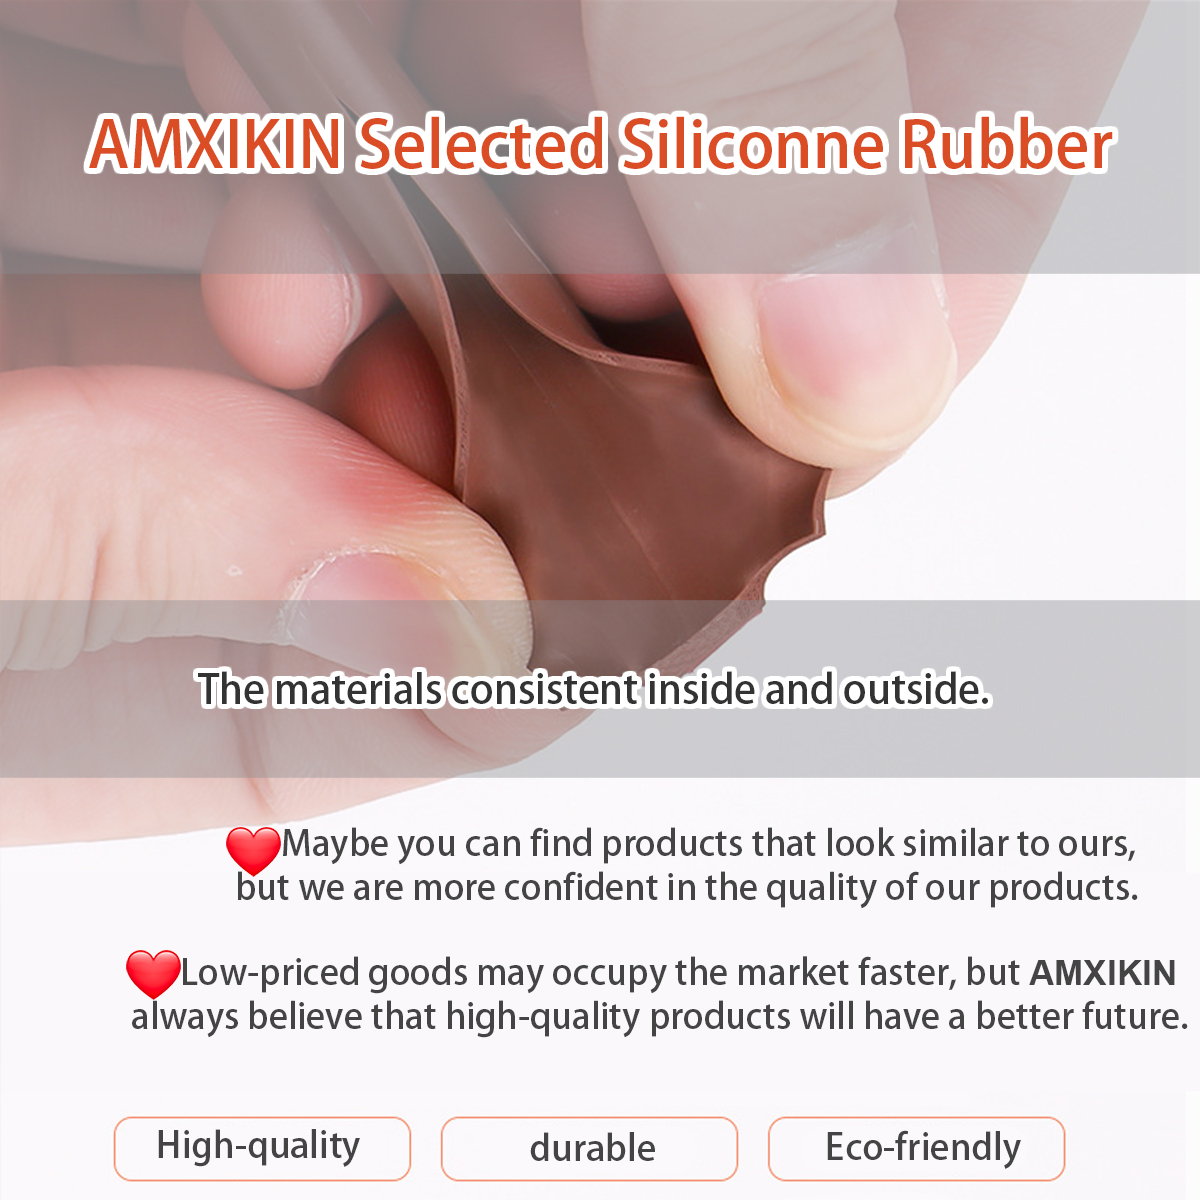 AMXIKIN Selected Siliconne Rubber
The materials consistent inside and outside.
Maybe you can find products that look similar to ours,
but we are more confident in the quality of our products.
Low-priced goods may occupy the market faster, but AMXIKIN
always believe that high-quality products will have a better future.
High-quality
durable
Eco-friendly